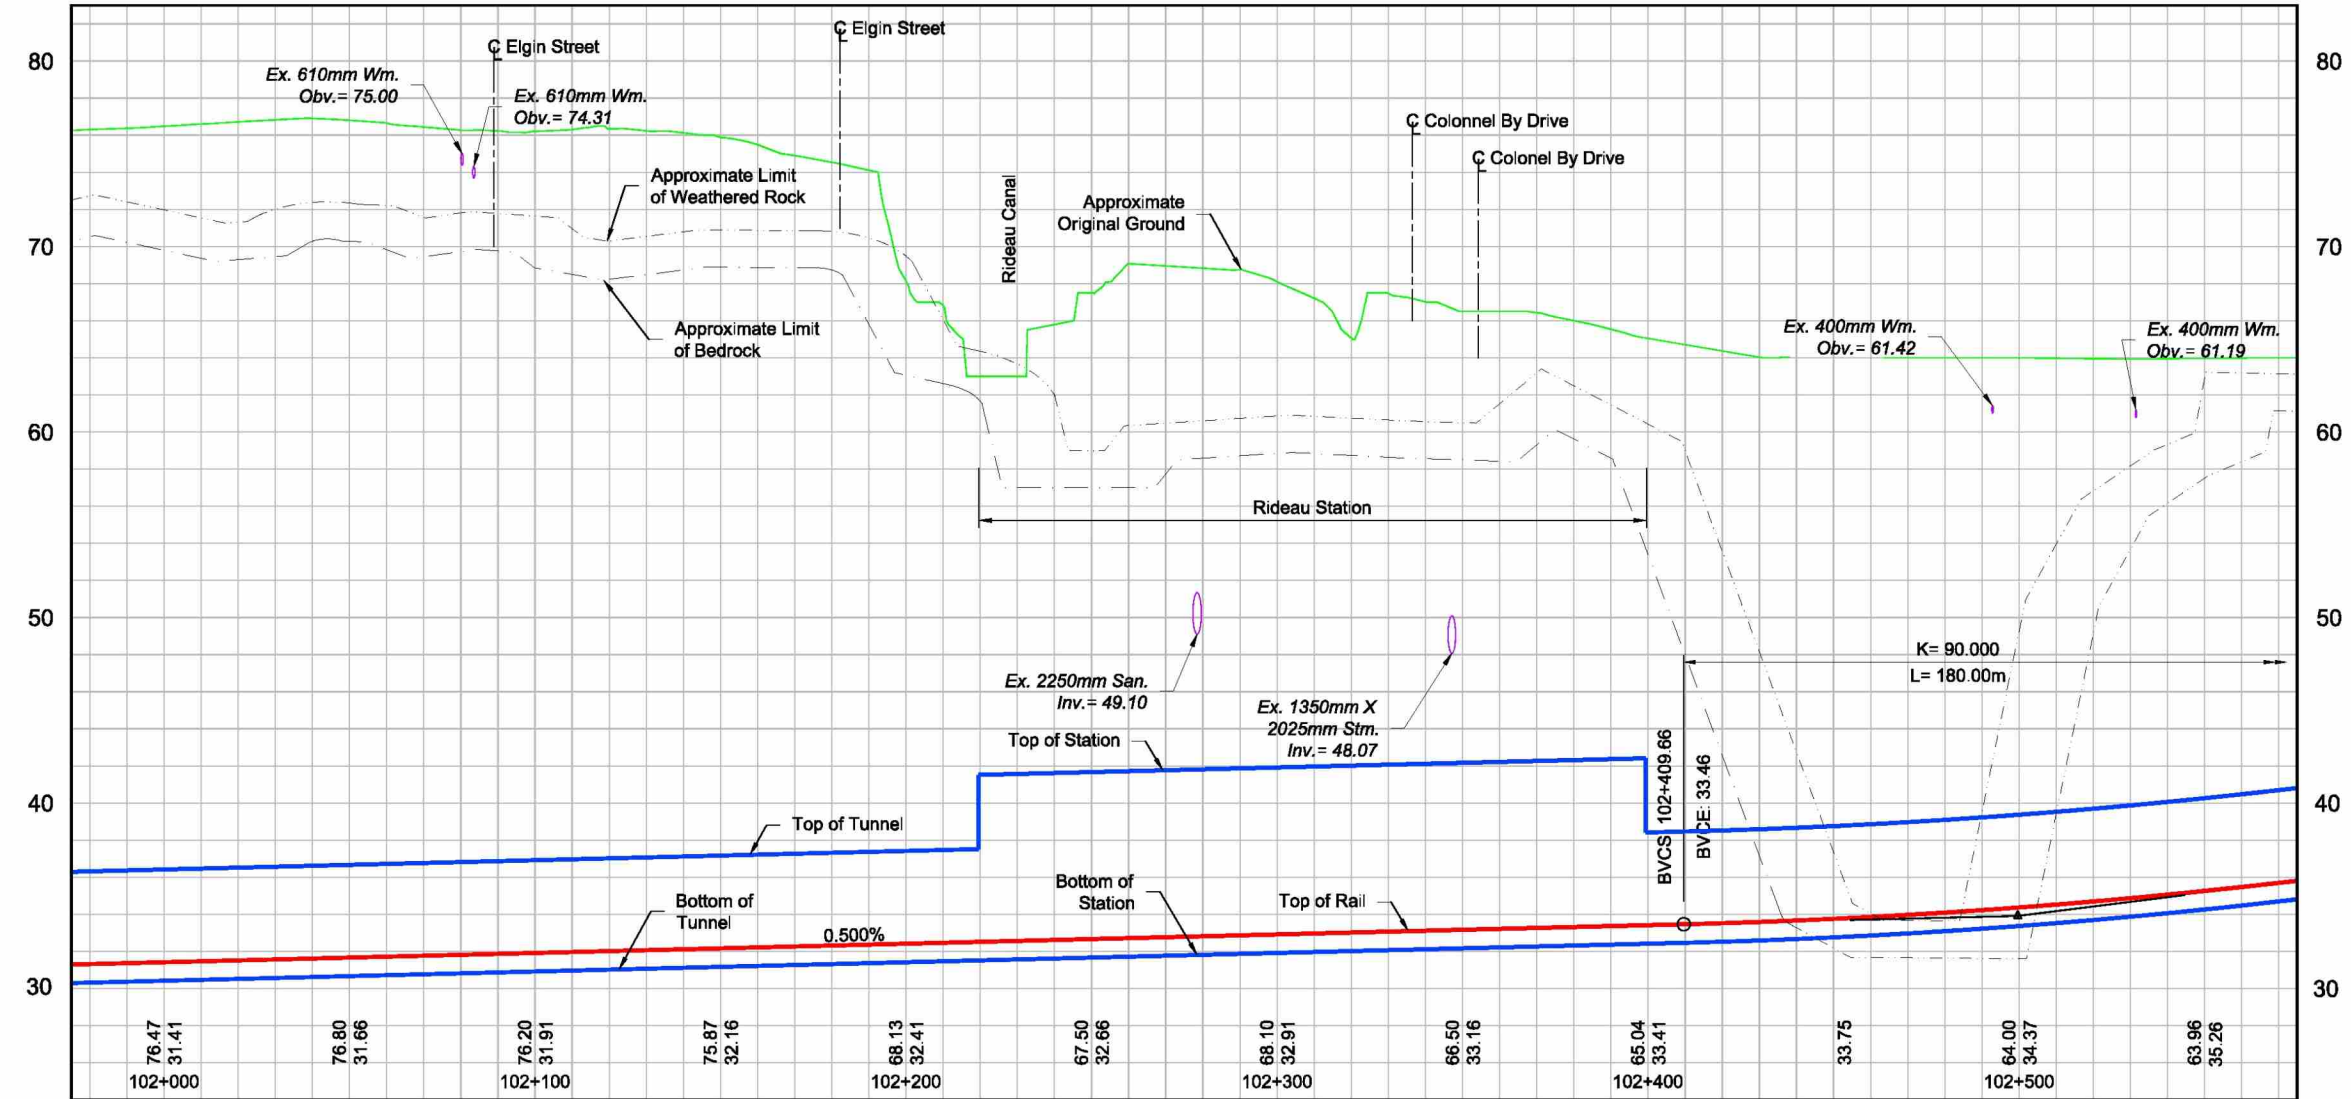 80
70
60
50
40
30
80
70
60
50
40
30
℄ Elgin Street
℄ Elgin Street
Ex. 610mm Wm.
Obv.= 75.00
Ex. 610mm Wm.
Obv.= 74.31
Approximate Limit
of Weathered Rock
Approximate Limit
of Bedrock
Rideau Canal
Approximate
Original Ground
℄ Colonnel By Drive
℄ Colonel By Drive
Ex. 400mm Wm.
Obv.= 61.42
Ex. 400mm Wm.
Obv.= 61.19
Rideau Station
Ex. 2250mm San.
Inv.= 49.10
Ex. 1350mm X
2025mm Stm.
Inv.= 48.07
K= 90.000
L= 180.00m
Top of Station
Top of Tunnel
BVCS: 102+409.66
BVCE: 33.46
Bottom of
Tunnel
0.500%
Bottom of
Station
Top of Rail
76.47
31.41
76.80
31.66
76.20
31.91
75.87
32.16
68.13
32.41
67.50
32.66
68.10
32.91
66.50
33.16
65.04
33.41
33.75
64.00
34.37
63.96
35.26
102+000
102+100
102+200
102+300
102+400
102+500